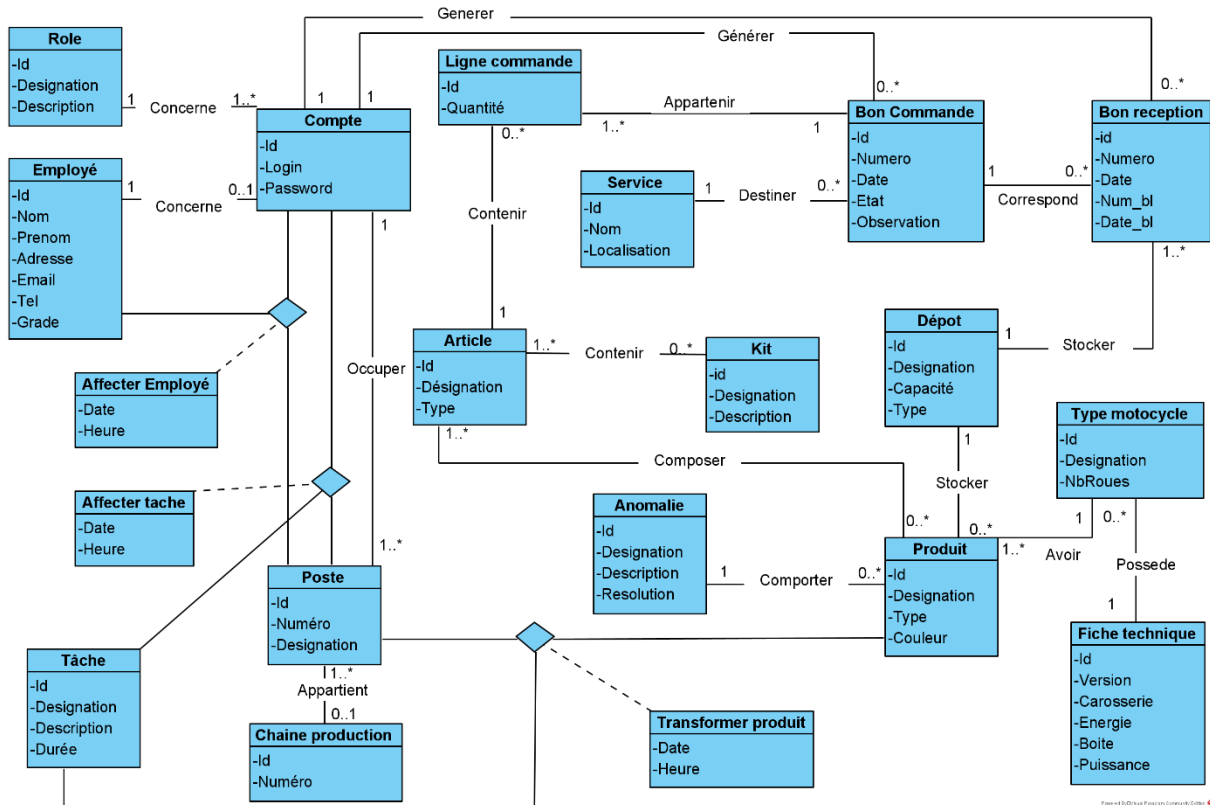 Generer
Générer
Role
-Id
-Designation
-Description
1
Concerne
1..*
1
1
Compte
-Id
-Login
-Password
Employé
-Id
-Nom
-Prenom
-Adresse
-Email
-Tel
-Grade
1
Concerne
0..1
1
Ligne commande
-Id
-Quantité
0..*
1..*
Appartenir
1
0..*
Bon Commande
-Id
-Numero
-Date
-Etat
-Observation
0..*
Bon reception
-id
-Numero
-Date
-Num_bl
-Date_bl
1
0..*
Correspond
1..*
Service
-Id
-Nom
-Localisation
1
Destiner
0..*
Contenir
1
Article
-Id
-Désignation
-Type
1..*
Contenir
0..*
Kit
-id
-Designation
-Description
1..*
Occuper
Dépot
-Id
-Designation
-Capacité
-Type
1
Stocker
1
Type motocycle
-Id
-Designation
-NbRoues
Affecter Employé
-Date
-Heure
Composer
Stocker
Affecter tache
-Date
-Heure
Anomalie
-Id
-Designation
-Description
-Resolution
1
Comporter
0..*
0..*
0..*
Produit
-Id
-Designation
-Type
-Couleur
1..*
Avoir
1
0..*
Possede
1
Fiche technique
-Id
-Version
-Carosserie
-Energie
-Boite
-Puissance
1..*
Poste
-Id
-Numéro
-Designation
1..*
Appartient
0..1
Chaine production
-Id
-Numéro
Tâche
-Id
-Designation
-Description
-Durée
Transformer produit
-Date
-Heure